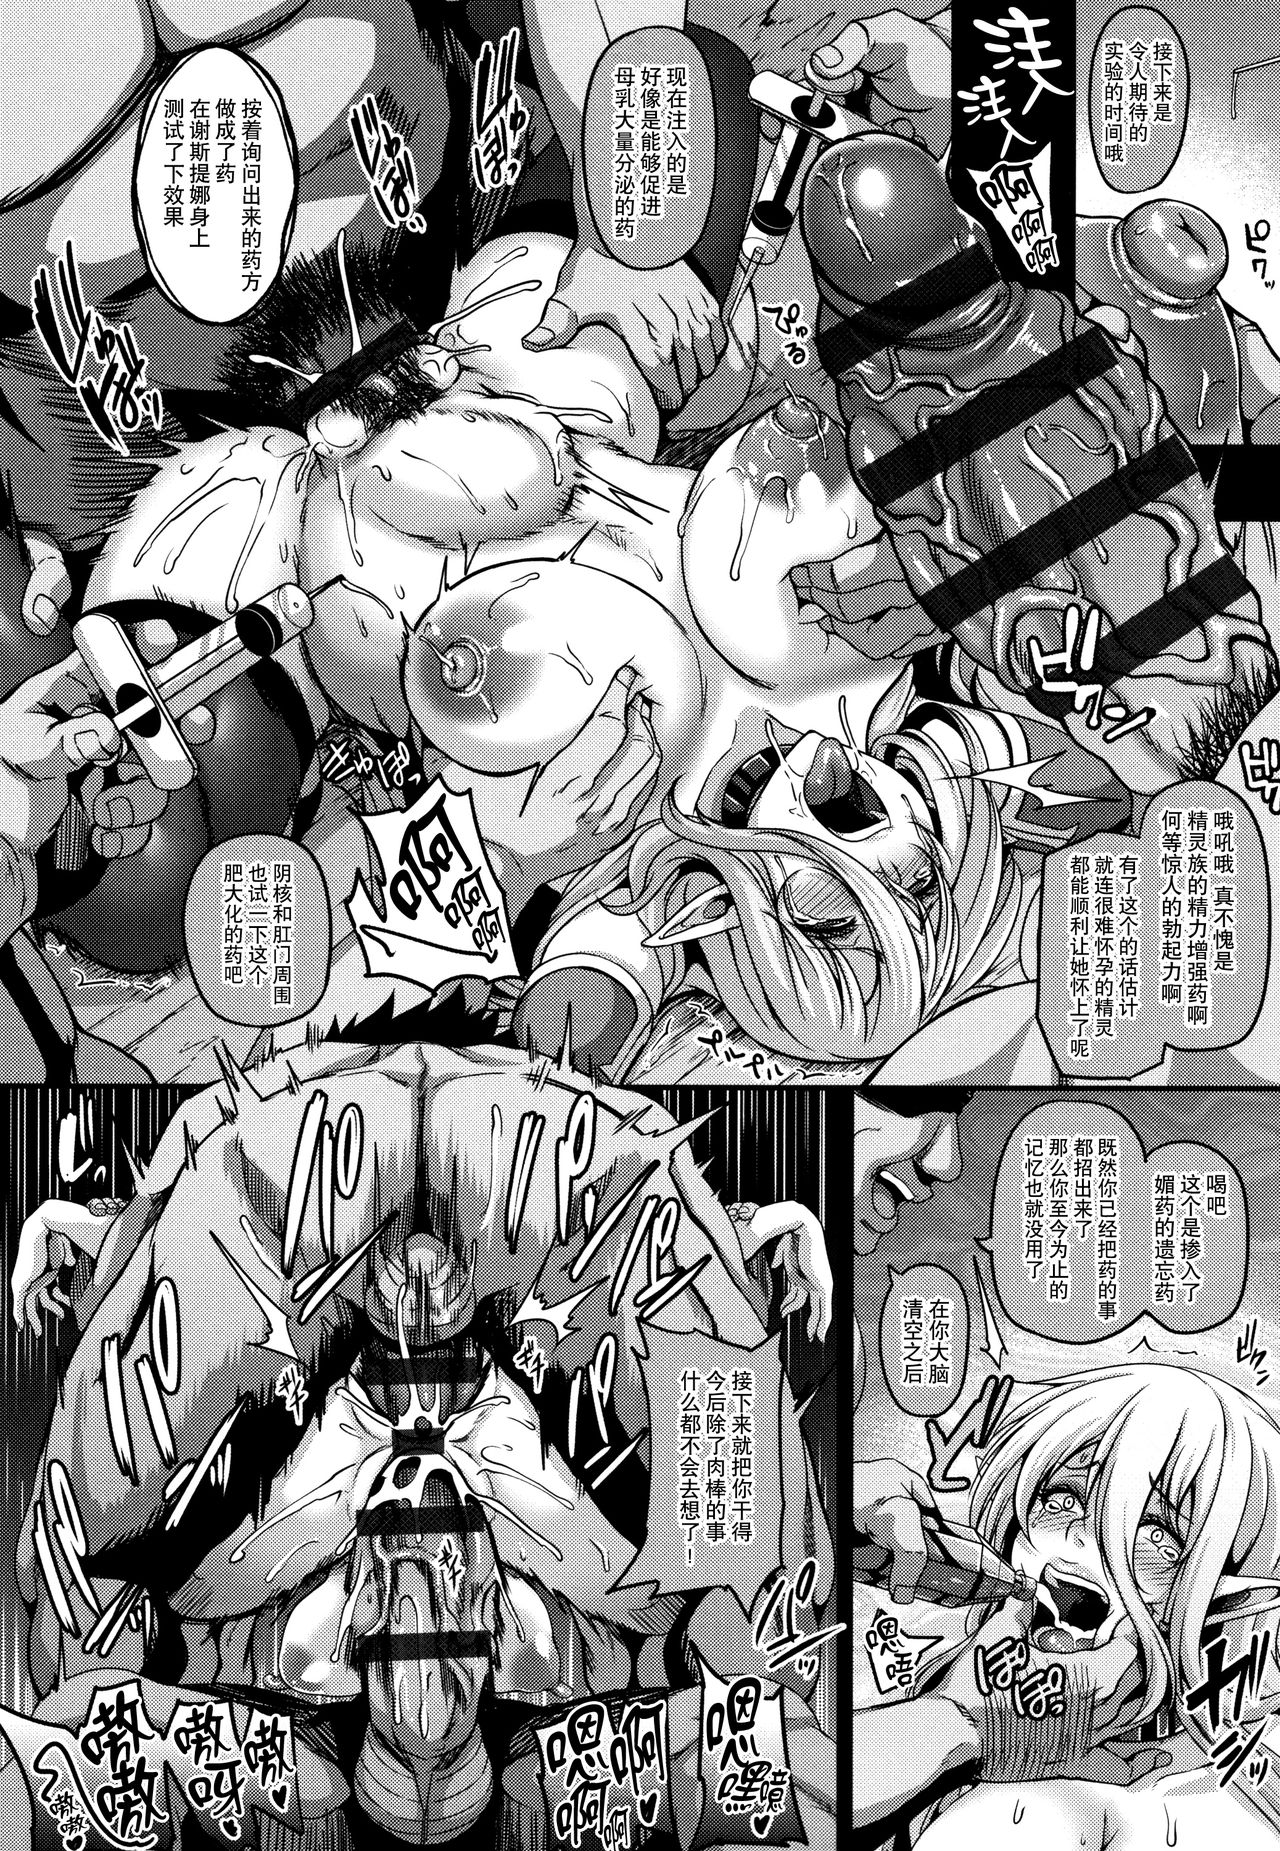 接下来是
令人期待的
实验的时间哦
注入
注入
啊
啊
啊
现在注入的是
好像是能够促进
母乳大量分泌的药
按着询问出来的药方
做成了药
在谢斯提娜身上
测试了下效果
哦吼哦 真不愧是
精灵族的精力增强药啊
何等惊人的勃起力啊
有了这个的话估计
就连很难怀孕的精灵
都能顺利让她怀上了呢
啊
啊
啊
阴核和肛门周围
也试一下这个
肥大化的药吧
喝吧
这个是掺入了
媚药的遗忘药
既然你已经把药的事
都招出来了
那么你至今为止的
记忆也就没用了
在你大脑
清空之后
嗯
唔
接下来就把你干得
今后除了肉棒的事
什么都不会去想了！
嗯
嘿
噫
啊
啊
嗯
啊
嗷
呀
嗷
嗷
嗷
嗷
嗷